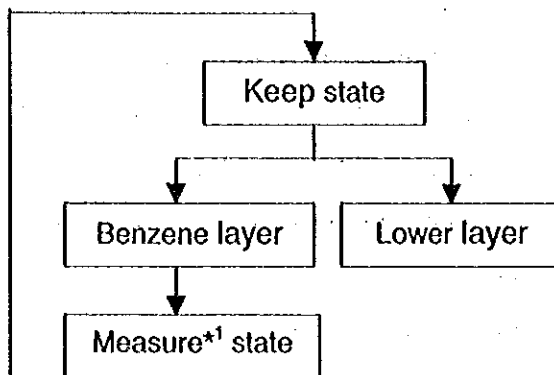 Keep state
Benzene layer
Lower layer
Measure*1 state